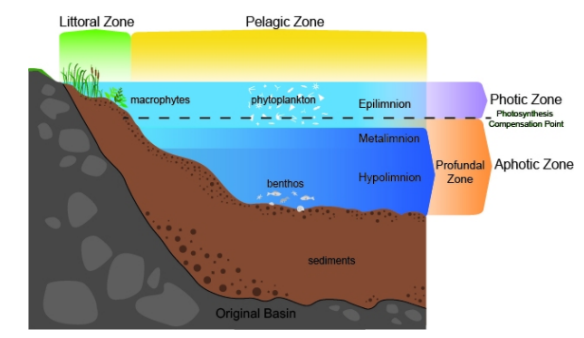 Littoral Zone
Pelagic Zone
macrophytes
phytoplankton
Epilimnion
Photic Zone
Photosynthesis
Compensation Point
Metalimnion
Profundal
Zone
Aphotic Zone
benthos
Hypolimnion
sediments
Original Basin